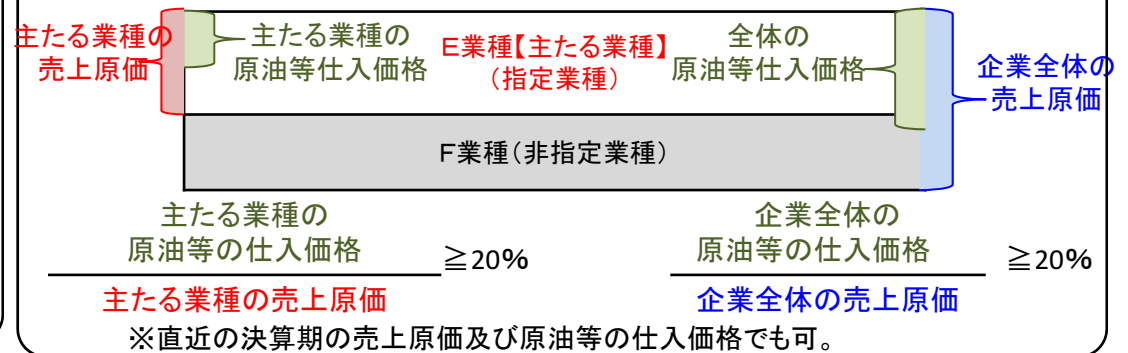 主たる業種の
売上原価
主たる業種の
原油等仕入価格
E業種【主たる業種】
(指定業種)
全体の
原油等仕入価格
企業全体の
売上原価
F業種(非指定業種)
主たる業種の
原油等の仕入価格
≧20%
主たる業種の売上原価
企業全体の
原油等の仕入価格
≧20%
企業全体の売上原価
※直近の決算期の売上原価及び原油等の仕入価格でも可。